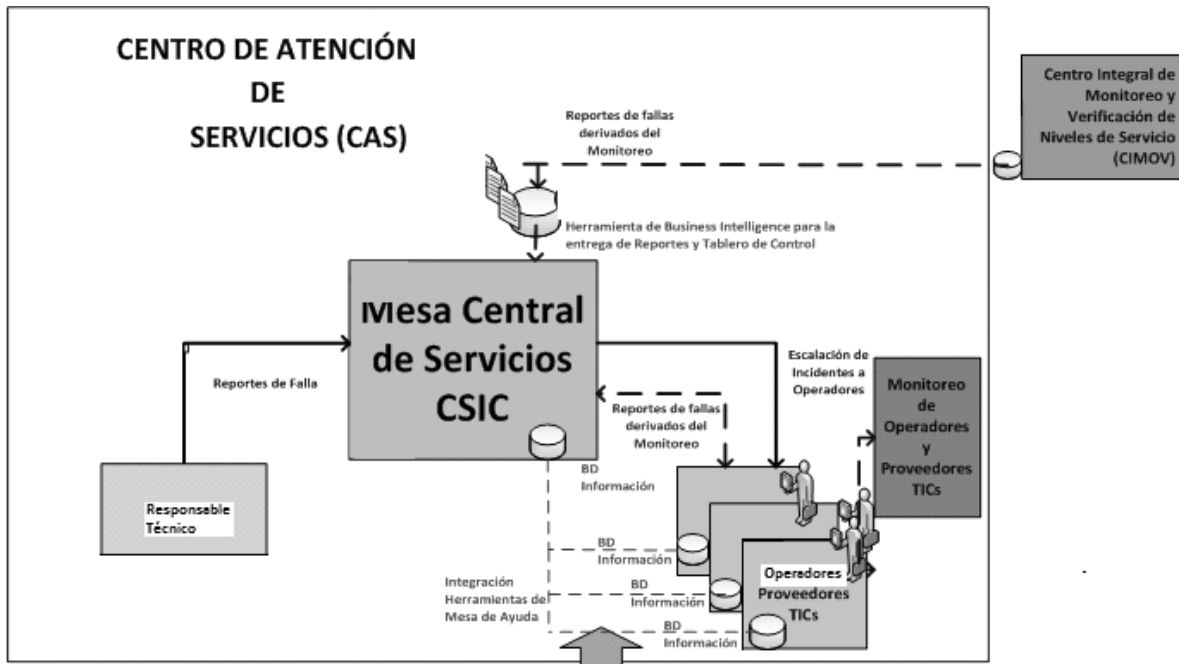 CENTRO DE ATENCIÓN
DE
SERVICIOS (CAS)
Centro Integral de
Monitoreo y
Verificación de
Niveles de Servicio
(CIMOV)
Reportes de fallas
derivados del
Monitoreo
Herramienta de Business Intelligence para la
entrega de Reportes y Tablero de Control
Mesa Central
de Servicios
CSIC
Reportes de Falla
Escalación de
Incidentes a
Operadores
Monitoreo
de
Operadores
y
Proveedores
TICs
Reportes de fallas
derivados del
Monitoreo
BD
Información
Responsable
Técnico
BD
Información
Integración
Herramientas de
Mesa de Ayuda
BD
Información
Operadores
Proveedores
TICs
BD
Información